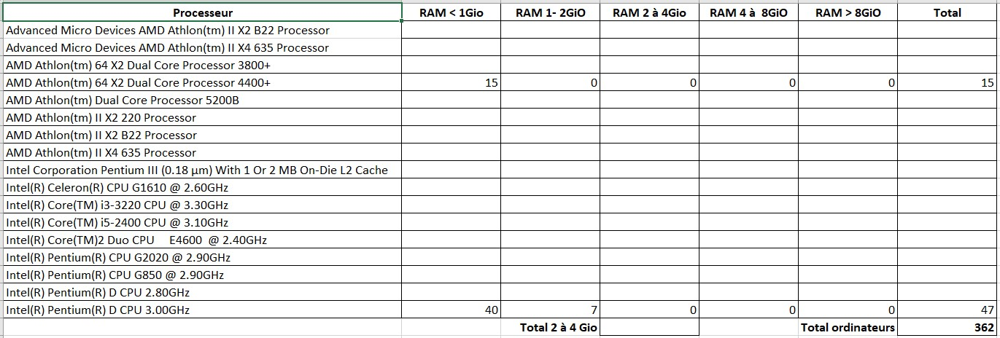 Processeur RAM < 1Gio RAM 1- 2GiO RAM 2 à 4Gio RAM 4 à  8GiO RAM > 8GiO Total
Advanced Micro Devices AMD Athlon(tm) II X2 B22 Processor
Advanced Micro Devices AMD Athlon(tm) II X4 635 Processor
AMD Athlon(tm) 64 X2 Dual Core Processor 3800+
AMD Athlon(tm) 64 X2 Dual Core Processor 4400+ 15 0 0 0 0 15
AMD Athlon(tm) Dual Core Processor 5200B
AMD Athlon(tm) II X2 220 Processor
AMD Athlon(tm) II X2 B22 Processor
AMD Athlon(tm) II X4 635 Processor
Intel Corporation Pentium III (0.18 µm) With 1 Or 2 MB On-Die L2 Cache
Intel(R) Celeron(R) CPU G1610 @ 2.60GHz
Intel(R) Core(TM) i3-3220 CPU @ 3.30GHz
Intel(R) Core(TM) i5-2400 CPU @ 3.10GHz
Intel(R) Core(TM)2 Duo CPU     E4600  @ 2.40GHz
Intel(R) Pentium(R) CPU G2020 @ 2.90GHz
Intel(R) Pentium(R) CPU G850 @ 2.90GHz
Intel(R) Pentium(R) D CPU 2.80GHz
Intel(R) Pentium(R) D CPU 3.00GHz 40 7 0 0 0 47
Total 2 à 4 Gio Total ordinateurs 362